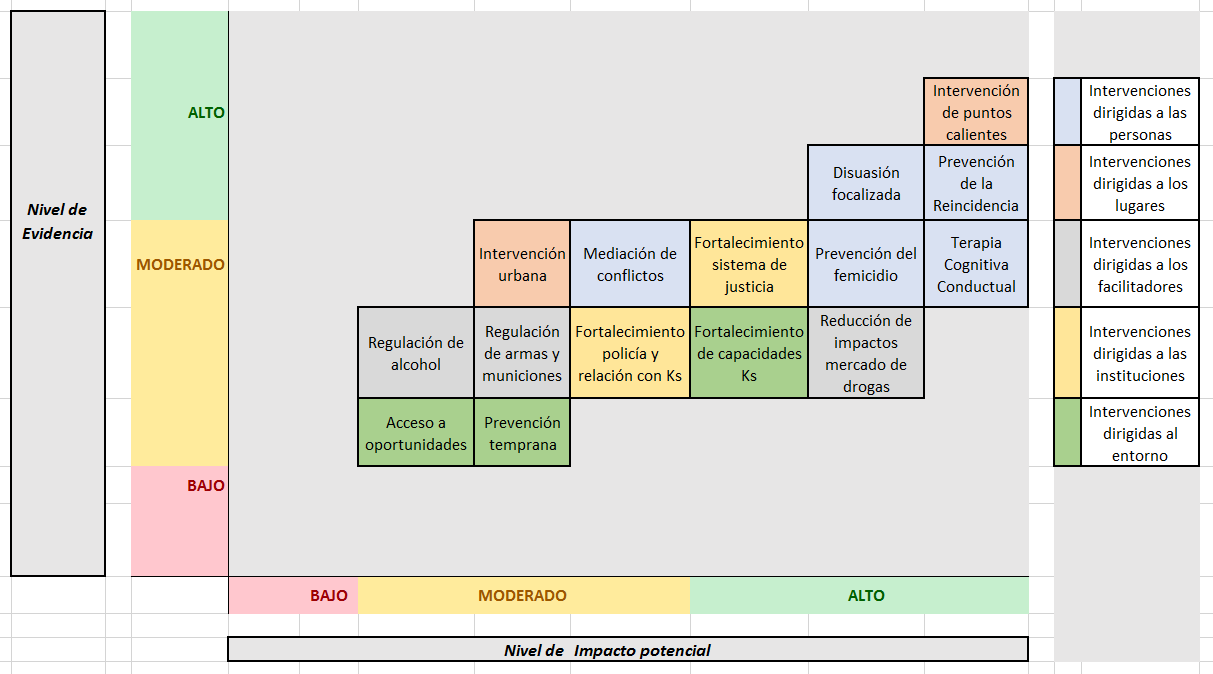 Nivel de
Evidencia
ALTO
MODERADO
BAJO
Intervención
de puntos
calientes
Disuasión
focalizada
Prevención
de la
Reincidencia
Intervención
urbana
Mediación de
conflictos
Fortalecimiento
sistema de
justicia
Prevención del
femicidio
Terapia
Cognitiva
Conductual
Regulación de
alcohol
Regulación
de armas y
municiones
Fortalecimiento
policía y
relación con Ks
Fortalecimiento
de capacidades
Ks
Reducción de
impactos
mercado de
drogas
Acceso a
oportunidades
Prevención
temprana
BAJO
MODERADO
ALTO
Nivel de Impacto potencial
Intervenciones
dirigidas a las
personas
Intervenciones
dirigidas a los
lugares
Intervenciones
dirigidas a los
facilitadores
Intervenciones
dirigidas a las
instituciones
Intervenciones
dirigidas al
entorno